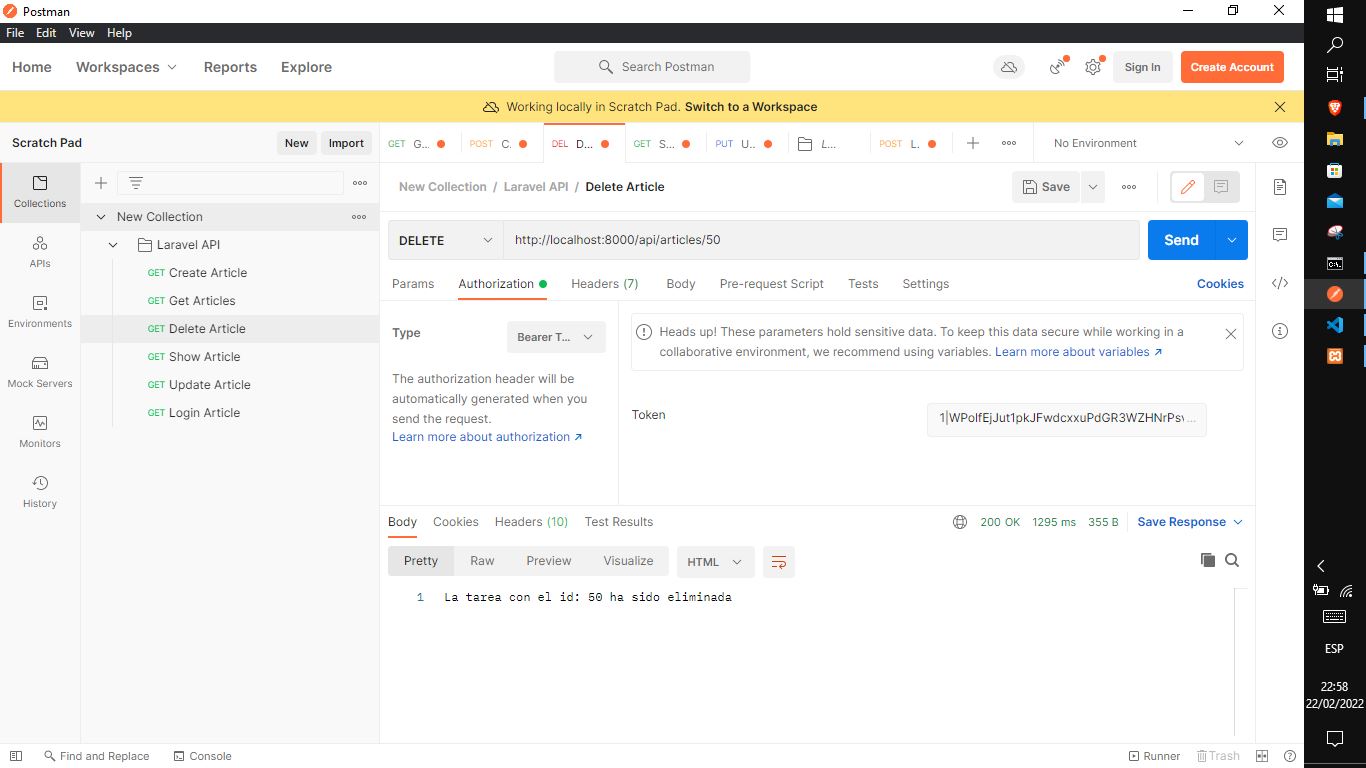 Postman
File Edit View Help
Home Workspaces Reports Explore Search Postman Sign In Create Account
Working locally in Scratch Pad. Switch to a Workspace
Scratch Pad New Import
GET G... POST C. DEL D... GET S... PUT U.. L... POST L. No Environment
Collections
APIs
Environments
Mock Servers
Monitors
History
New Collection
Laravel API
GET Create Article
GET Get Articles
GET Delete Article
GET Show Article
GET Update Article
GET Login Article
New Collection / Laravel API / Delete Article Save
DELETE http://localhost:8000/api/articles/50 Send
Params Authorization Headers (7) Body Pre-request Script Tests Settings Cookies
Type Bearer T...
The authorization header will be
automatically generated when you
send the request.
Learn more about authorization ↗
Heads up! These parameters hold sensitive data. To keep this data secure while working in a
collaborative environment, we recommend using variables. Learn more about variables ↗
Token
Body Cookies Headers (10) Test Results 200 OK 1295 ms 355 B Save Response
Pretty Raw Preview Visualize HTML
1 La tarea con el id: 50 ha sido eliminada
Find and Replace Console Runner Trash
ESP
22:58
22/02/2022